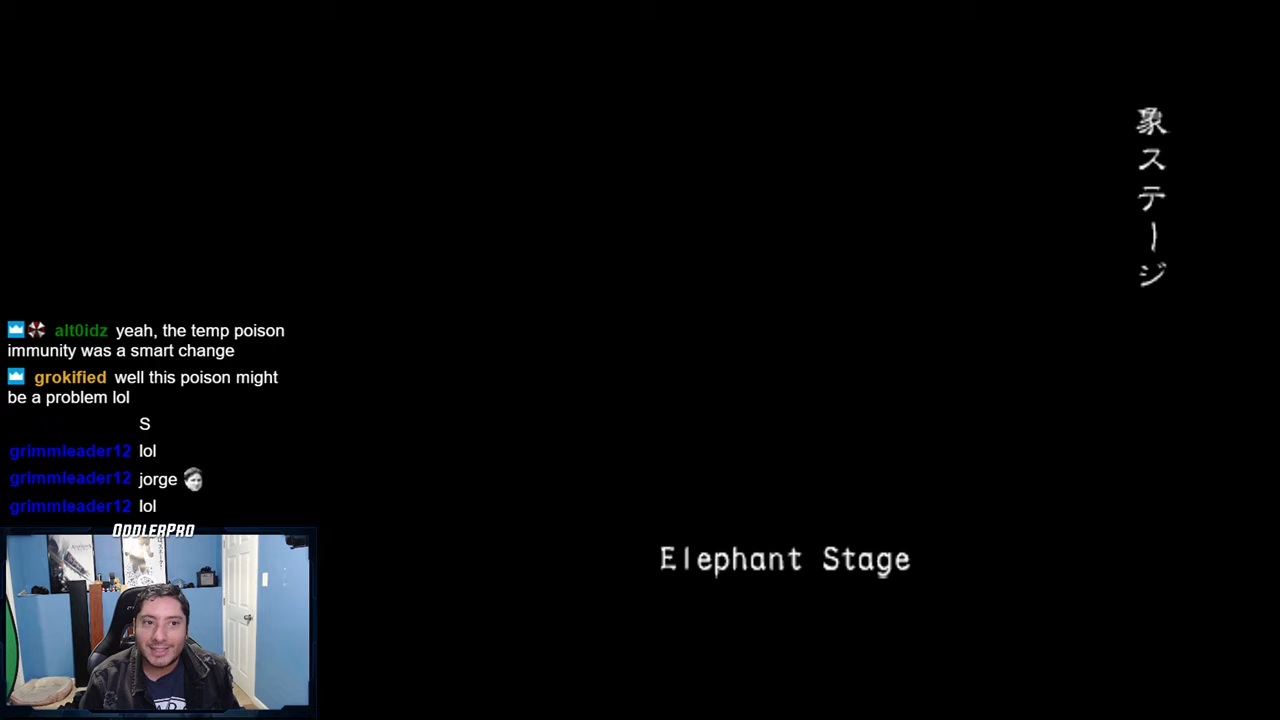 象ステージ
alt0idz yeah, the temp poison
immunity was a smart change
grokified well this poison might
be a problem lol
S
grimmleader12 lol
grimmleader12 jorge
grimmleader12 lol
ODDLERPRO
Elephant Stage